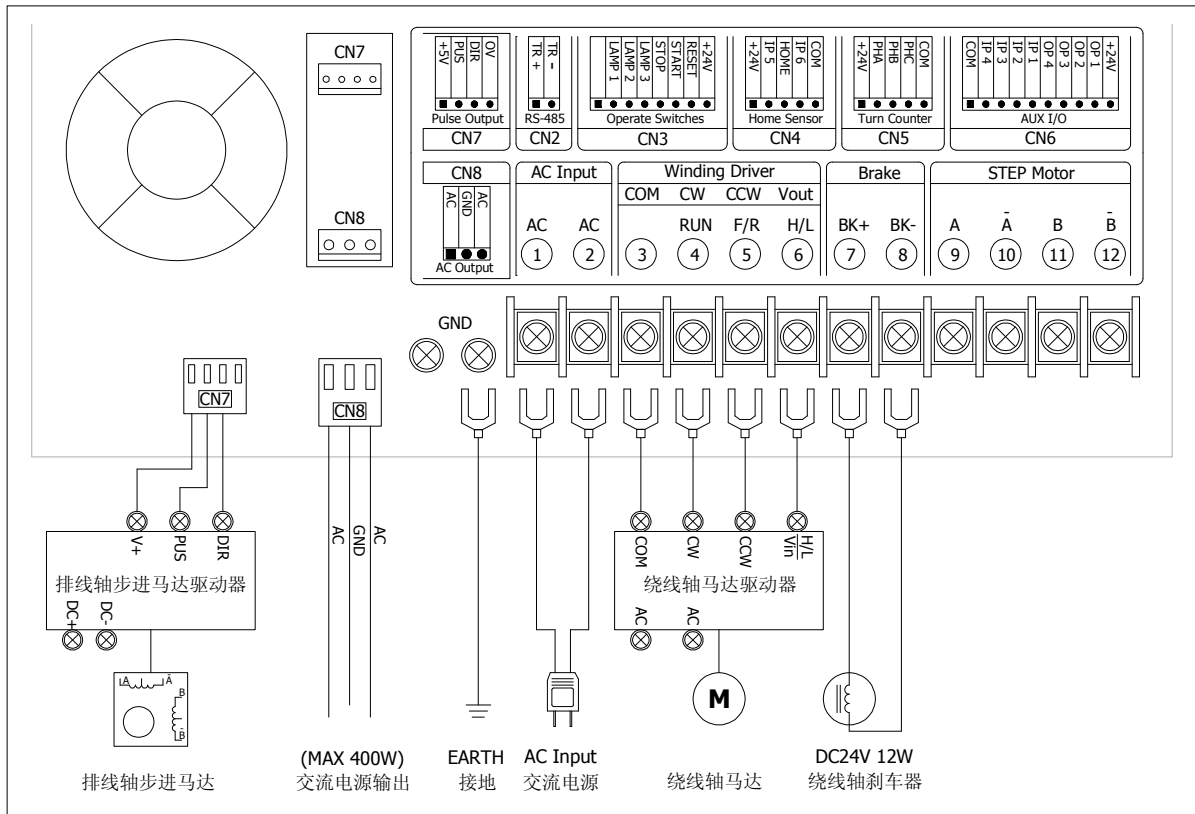 CN7
CN8
+5V
PUS
DIR
OV
Pulse Output
CN7
TR +
TR -
RS-485
CN2
LAMP 1
LAMP 2
LAMP 3
STOP
START
RESET
+24V
Operate Switches
CN3
+24V
IP 5
HOME
IP 6
COM
Home Sensor
CN4
+24V
PHA
PHB
PHC
COM
Turn Counter
CN5
COM
IP 4
IP 3
IP 2
IP 1
OP 4
OP 3
OP 2
OP 1
+24V
AUX I/O
CN6
CN8
AC
GND
AC
AC Output
AC Input
AC AC
1 2
Winding Driver
COM CW CCW Vout
RUN F/R H/L
3 4 5 6
Brake
BK+ BK-
7 8
STEP Motor
A Ā B B̄
9 10 11 12
GND
CN7
CN8
V+
PUS
DIR
排线轴步进马达驱动器
DC+
DC-
A Ā
B
B̄
排线轴步进马达
AC
GND
AC
(MAX 400W)
交流电源输出
EARTH
接地
AC Input
交流电源
COM
CW
CCW
H/L
Vin
绕线轴马达驱动器
AC
AC
M
绕线轴马达
DC24V 12W
绕线轴刹车器